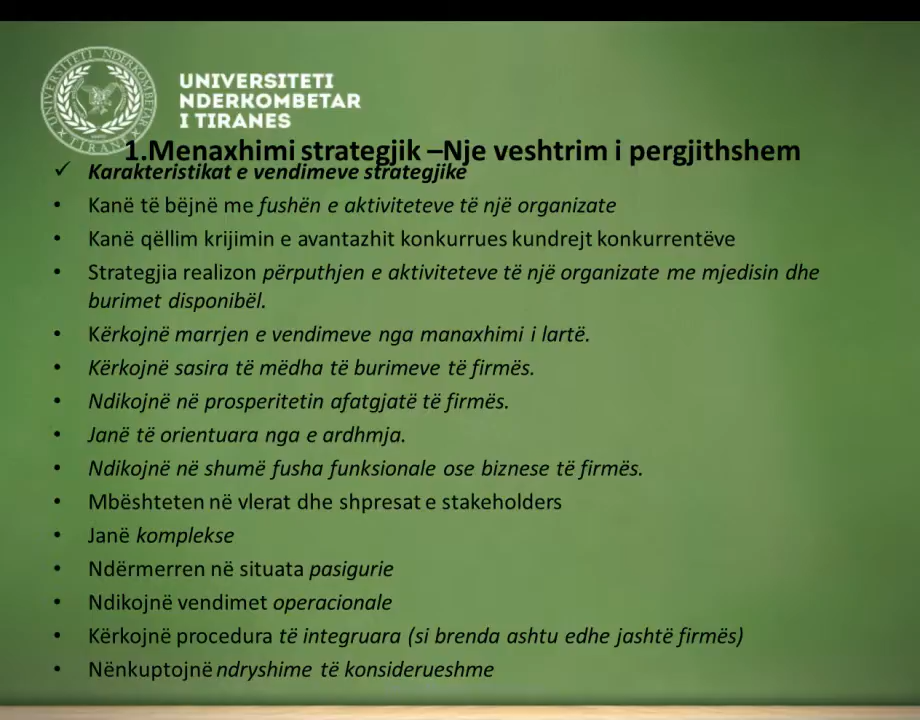 UNIVERSITETI NDERKOMBETAR
TIRANE
UNIVERSITETI
NDERKOMBETAR
I TIRANES
1.Menaxhimi strategjik –Nje veshtrim i pergjithshem
✓ Karakteristikat e vendimeve strategjike
• Kanë të bëjnë me fushën e aktiviteteve të një organizate
• Kanë qëllim krijimin e avantazhit konkurrues kundrejt konkurrentëve
• Strategjia realizon përputhjen e aktiviteteve të një organizate me mjedisin dhe
burimet disponibël.
• Kërkojnë marrjen e vendimeve nga manaxhimi i lartë.
• Kërkojnë sasira të mëdha të burimeve të firmës.
• Ndikojnë në prosperitetin afatgjatë të firmës.
• Janë të orientuara nga e ardhmja.
• Ndikojnë në shumë fusha funksionale ose biznese të firmës.
• Mbështeten në vlerat dhe shpresat e stakeholders
• Janë komplekse
• Ndërmerren në situata pasigurie
• Ndikojnë vendimet operacionale
• Kërkojnë procedura të integruara (si brenda ashtu edhe jashtë firmës)
• Nënkuptojnë ndryshime të konsiderueshme